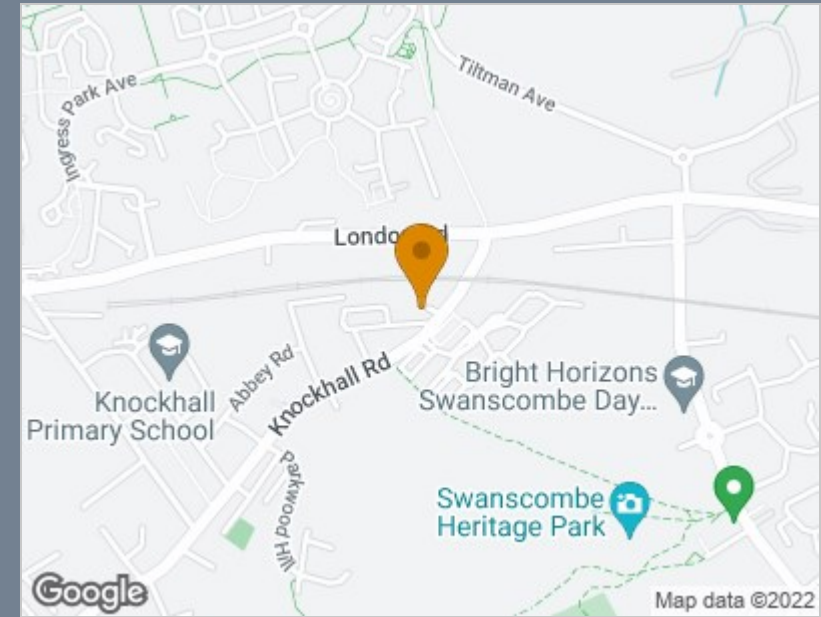 Ingress Park Ave
Tiltman Ave
Londo
d
Knockhall
Primary School
Abbey Rd
Knockhall Rd
Bright Horizons
Swanscombe Day...
Parkwood Hill
Swanscombe
Heritage Park
Google
Map data ©2022